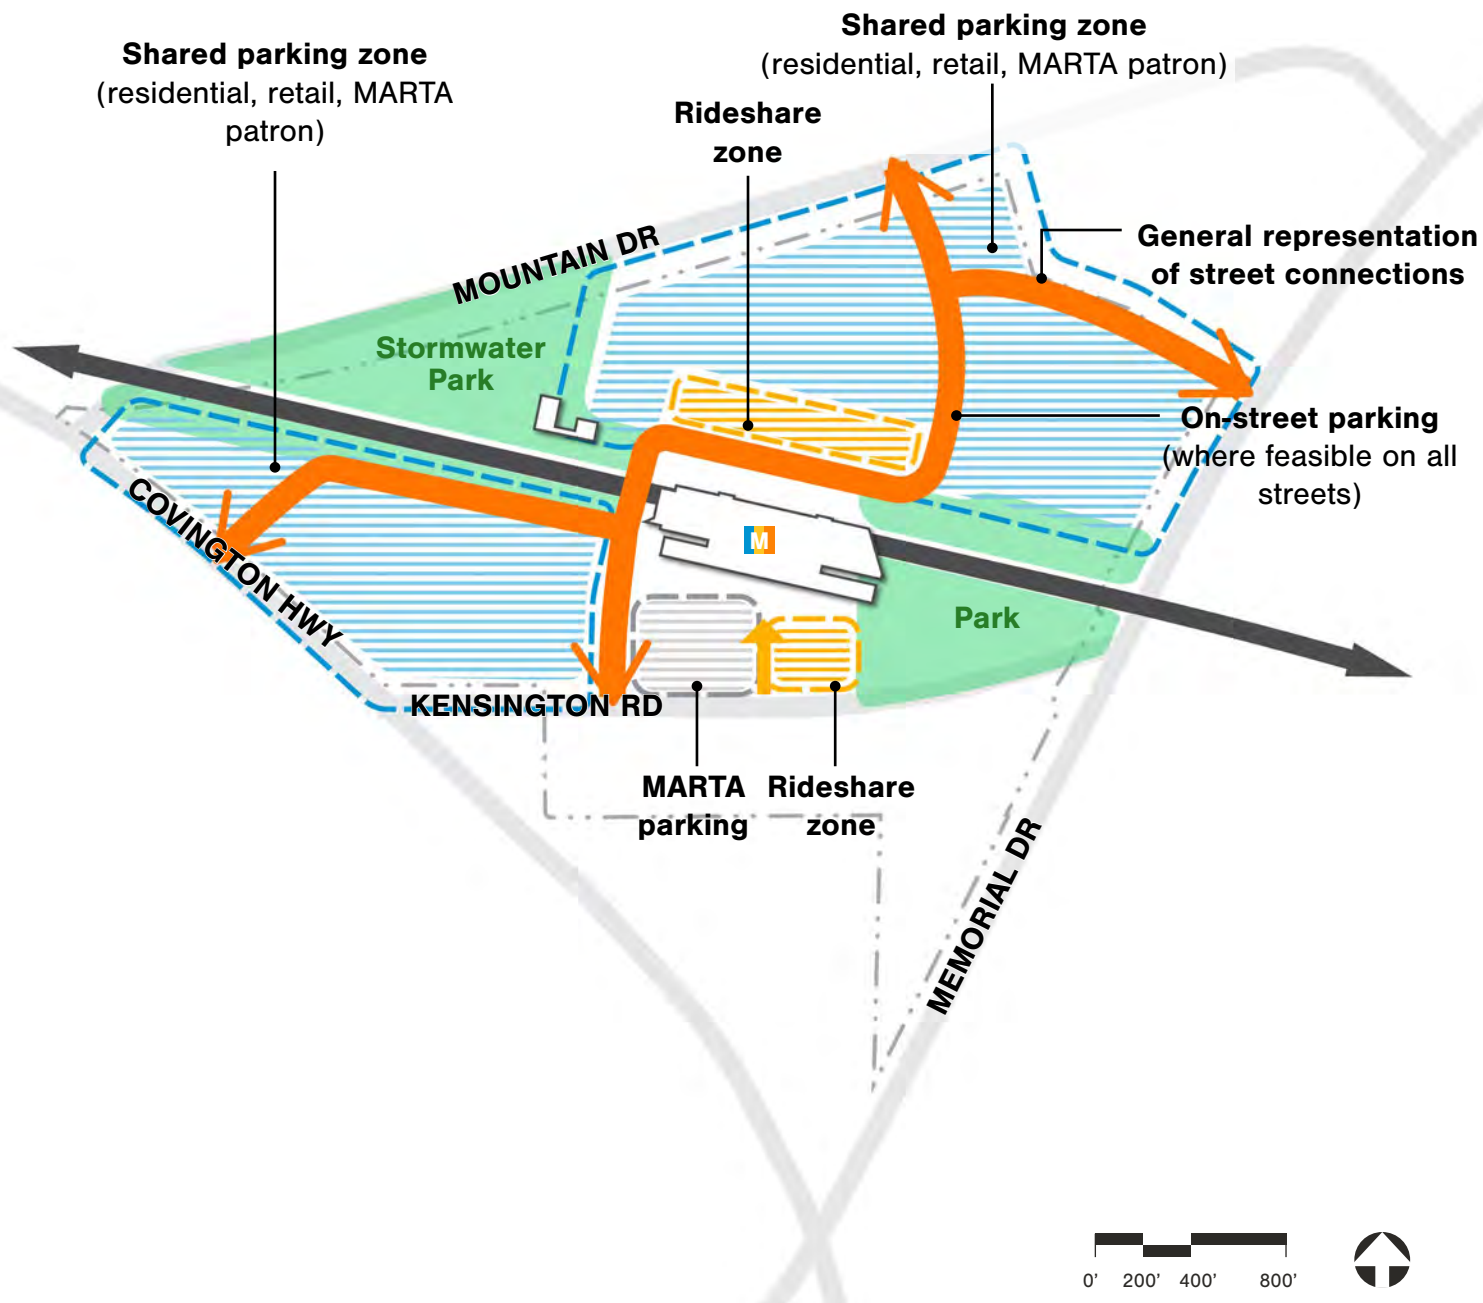 Shared parking zone
(residential, retail, MARTA
patron)
Shared parking zone
(residential, retail, MARTA patron)
Rideshare
zone
General representation
of street connections
MOUNTAIN DR
Stormwater
Park
On-street parking
(where feasible on all
streets)
COVINGTON HWY
M
Park
KENSINGTON RD
MARTA
parking
Rideshare
zone
MEMORIAL DR
0' 200' 400' 800'